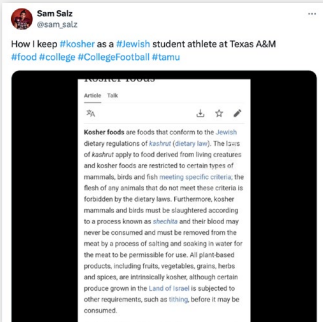 Sam Salz
@sam_salz
How I keep #kosher as a #Jewish student athlete at Texas A&M
#food #college #CollegeFootball #tamu
Kosher foods
Article Talk
Kosher foods are foods that conform to the Jewish
dietary regulations of kashrut (dietary law). The laws
of kashrut apply to food derived from living creatures
and kosher foods are restricted to certain types of
mammals, birds and fish meeting specific criteria; the
flesh of any animals that do not meet these criteria is
forbidden by the dietary laws. Furthermore, kosher
mammals and birds must be slaughtered according
to a process known as shechita and their blood may
never be consumed and must be removed from the
meat by a process of salting and soaking in water for
the meat to be permissible for use. All plant-based
products, including fruits, vegetables, grains, herbs
and spices, are intrinsically kosher, although certain
produce grown in the Land of Israel is subjected to
other requirements, such as tithing, before it may be
consumed.